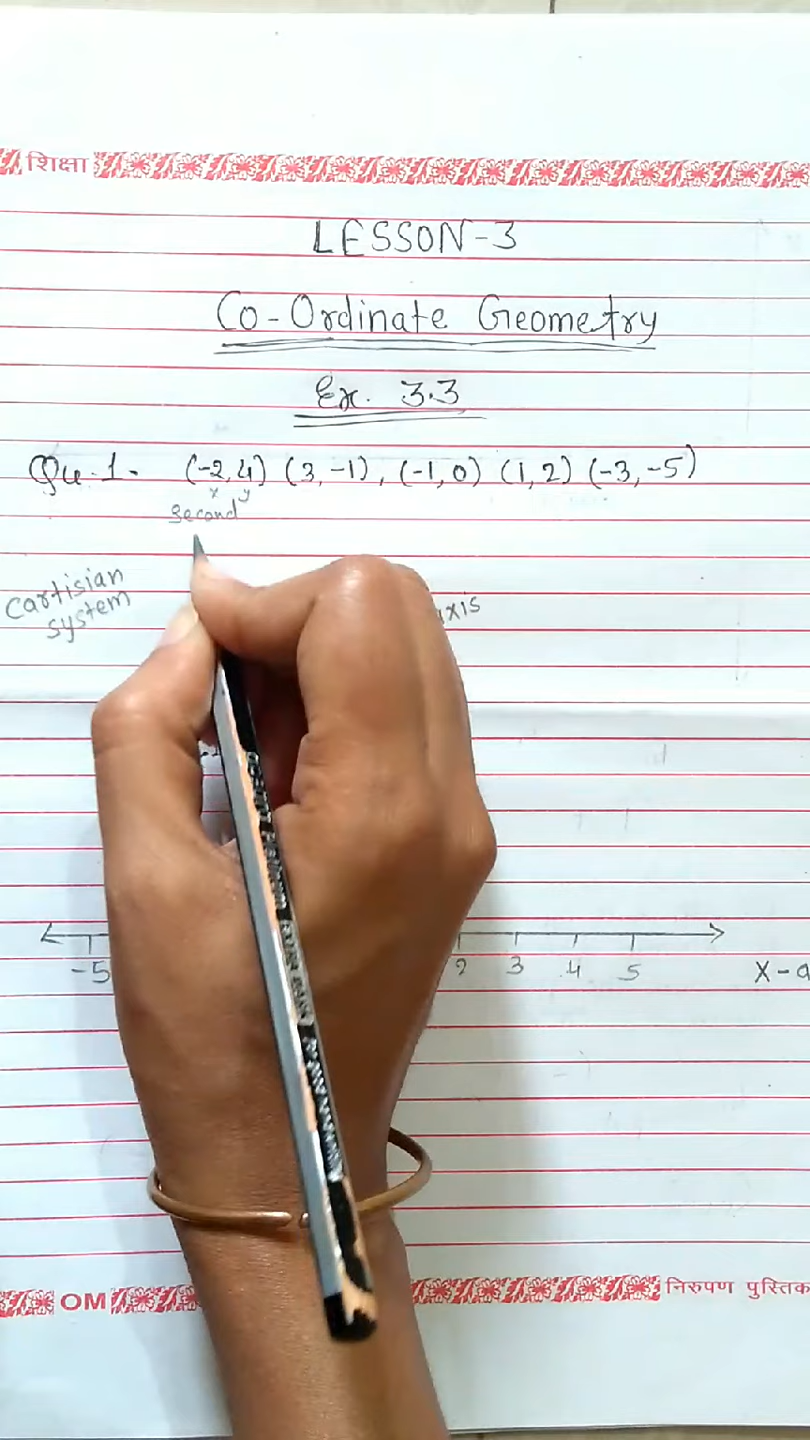 शिक्षा
LESSON-3
Co-Ordinate Geometry
Ex. 3.3
Qu.1. (-2,4) (3,-1), (-1,0) (1,2) (-3,-5)
x y
second
Cartisian
system
axis
-5 2 3 4 5 X-a
OM निरुपण पुस्तिक